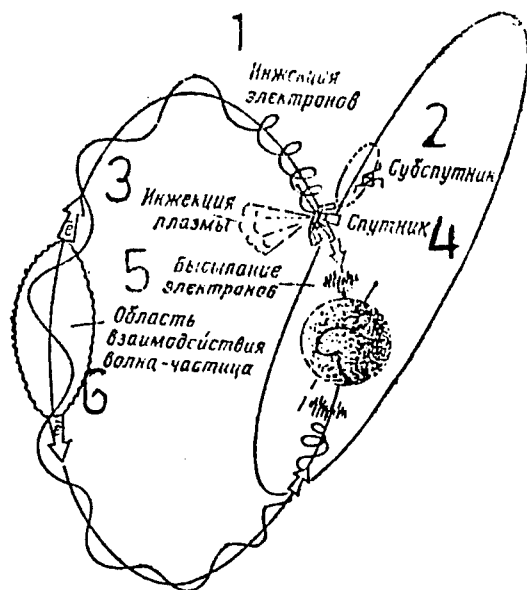 1
Инжекция
электронов
2
Субспутник
3
Инжекция
плазмы
Спутник
4
5
Высыпание
электронов
Область
взаимодействия
волна-частица
6